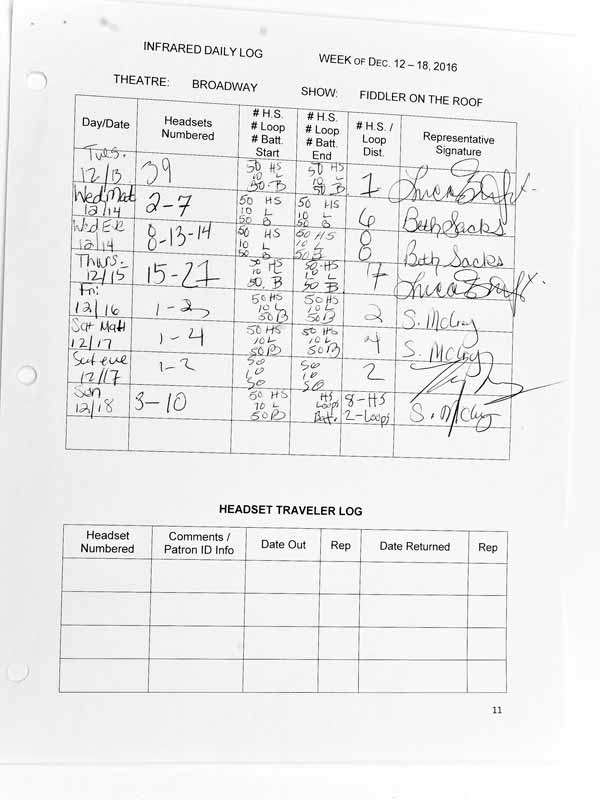 INFRARED DAILY LOG WEEK OF DEC. 12 – 18, 2016
THEATRE: BROADWAY SHOW: FIDDLER ON THE ROOF
Day/Date Headsets Numbered # H.S. # Loop # Batt. Start # H.S. # Loop # Batt. End # H.S. / Loop Dist. Representative Signature
Tues. 12/13 39 50 HS 10 L 50 B 50 HS 10 L 50 B 1
Wed Mat 12/14 2-7 50 HS 10 L 50 B 50 HS 10 L 50 B 6 Beth Sacks
Wed EVE 12/14 8-13-14 50 HS 10 L 50 B 50 HS 10 L 50 B 8 Beth Sacks
Thurs. 12/15 15-21 50 HS 10 L 50 B 50 HS 10 L 50 B 7
Fri. 12/16 1-2 50 HS 10 L 50 B 50 HS 10 L 50 B 2 S. McCray
Sat Mat 12/17 1-4 50 HS 10 L 50 B 50 HS 10 L 50 B 4 S. McCray
Sat eve 12/17 1-2 50 10 50 50 10 50 2
Sun 12/18 3-10 50 HS 10 L 50 B HS Loops Batt. 8-HS 2-Loops S. McCray
HEADSET TRAVELER LOG
Headset Numbered Comments / Patron ID Info Date Out Rep Date Returned Rep
11